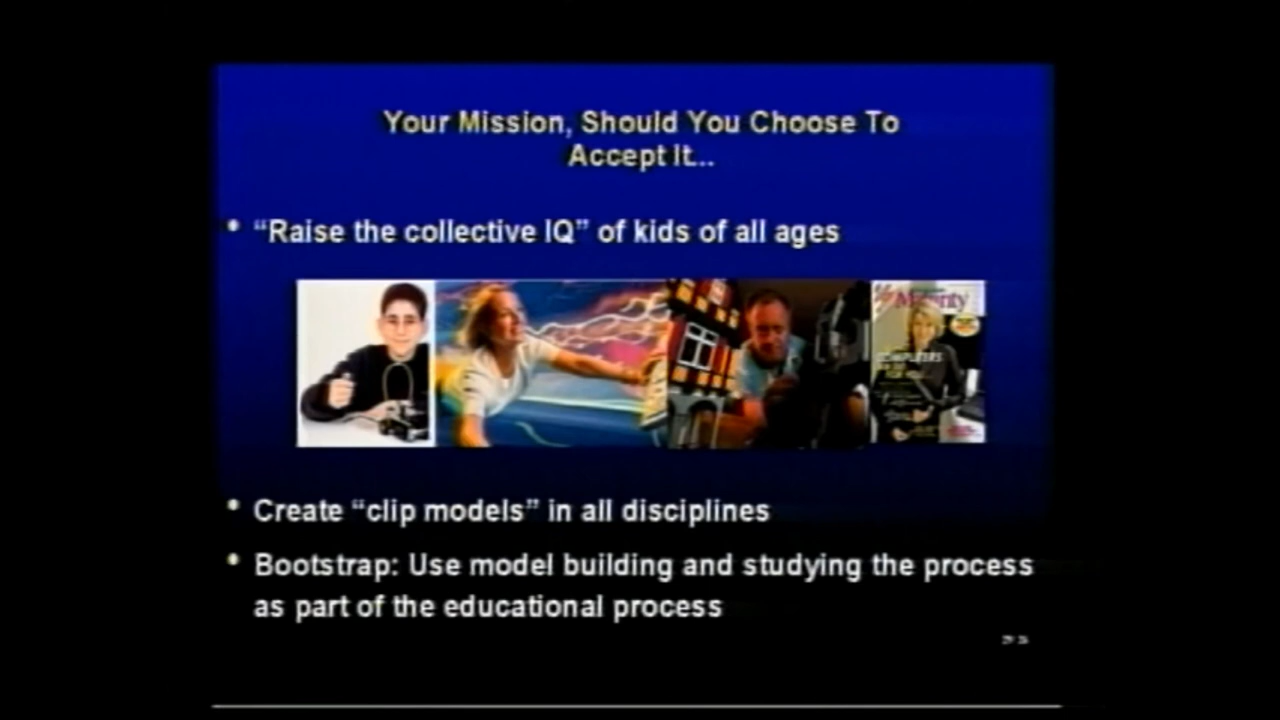 Your Mission, Should You Choose To
Accept It...
• “Raise the collective IQ” of kids of all ages
COMPUTERS
• Create “clip models” in all disciplines
• Bootstrap: Use model building and studying the process
as part of the educational process